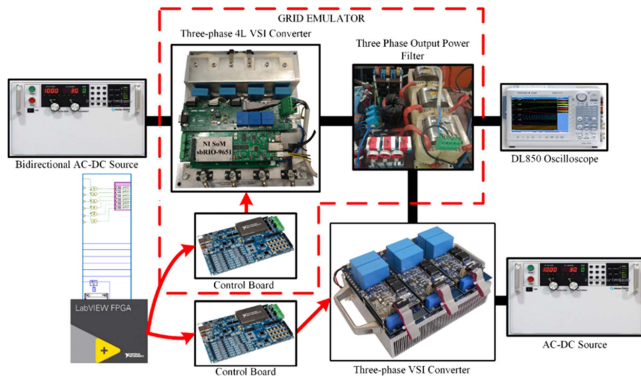 GRID EMULATOR
Three-phase 4L VSI Converter
Three Phase Output Power
Filter
NI SoM
sbRIO-9651
Bidirectional AC-DC Source
DL850 Oscilloscope
Control Board
LabVIEW FPGA
Control Board
Three-phase VSI Converter
AC-DC Source